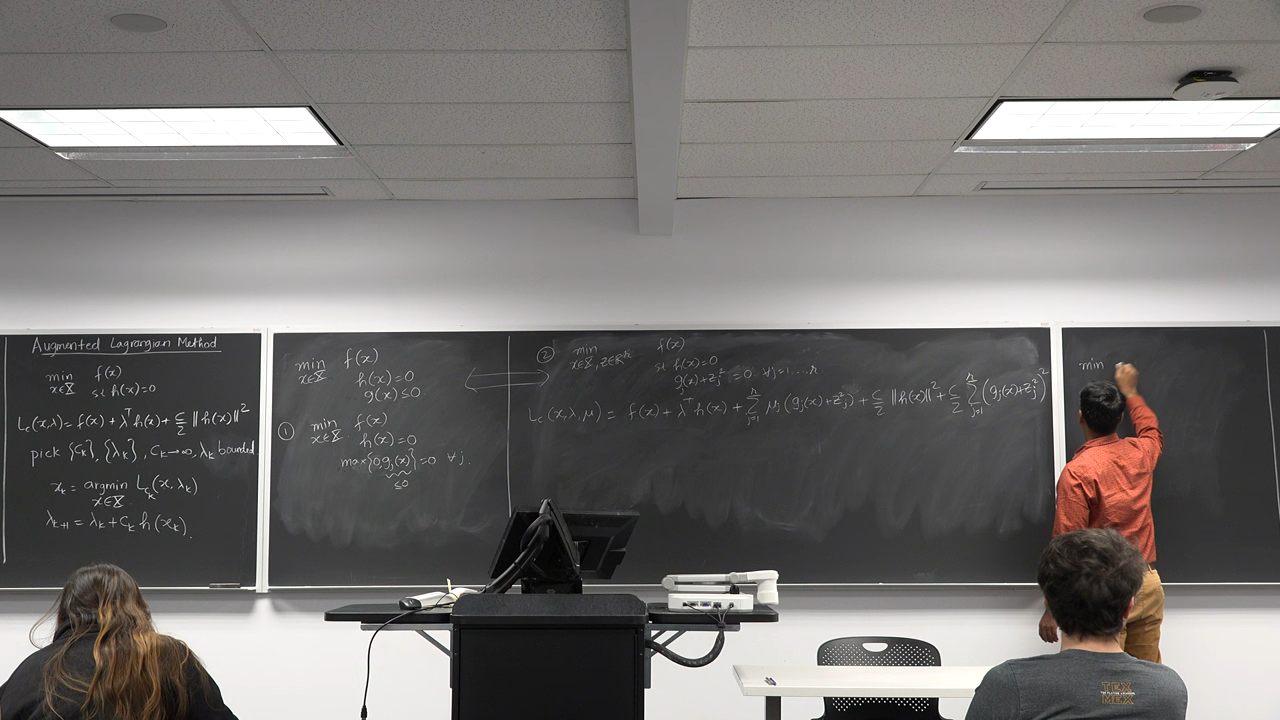 Augmented Lagrangian Method
min f(x)
x∈X
s.t. h(x)=0
L_c(x,λ) = f(x) + λ^T h(x) + c/2 ||h(x)||^2
pick {c_k}, {λ_k}, c_k→∞, λ_k bounded
x_k = argmin L_{c_k}(x, λ_k)
x∈X
λ_{k+1} = λ_k + c_k h(x_k).
min f(x)
x∈X
h(x)=0
g(x)≤0
① min f(x)
x∈X
h(x)=0
max{0,g_j(x)}=0 ∀j.
≤0
② min f(x)
x∈X, z∈R^r
s.t. h(x)=0
g_j(x)+z_j^2=0 ∀j=1,...,r
L_c(x,λ,μ) = f(x) + λ^T h(x) + Σ_{j=1}^r μ_j (g_j(x)+z_j^2) + c/2 ||h(x)||^2 + c/2 Σ_{j=1}^r (g_j(x)+z_j^2)^2
min
TEX
MEX